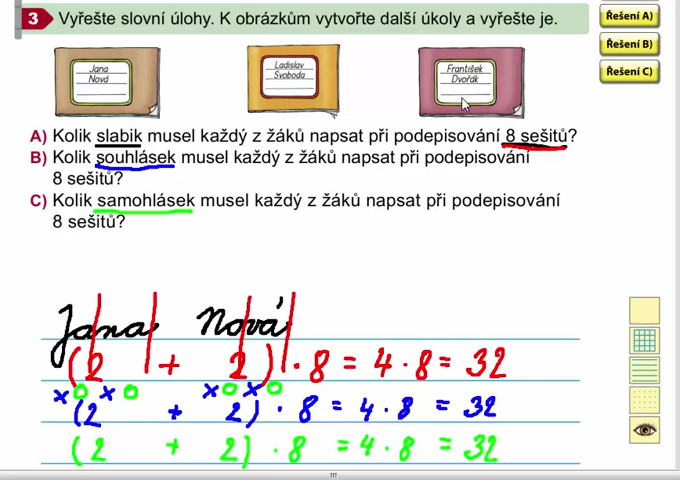 3 Vyřešte slovní úlohy. K obrázkům vytvořte další úkoly a vyřešte je.
Řešení A)
Řešení B)
Řešení C)
Jana
Nová
Ladislav
Svoboda
František
Dvořák
A) Kolik slabik musel každý z žáků napsat při podepisování 8 sešitů?
B) Kolik souhlásek musel každý z žáků napsat při podepisování
8 sešitů?
C) Kolik samohlásek musel každý z žáků napsat při podepisování
8 sešitů?
Jana Nová
(2 + 2) · 8 = 4 · 8 = 32
x o x o x o x o
(2 + 2) · 8 = 4 · 8 = 32
(2 + 2) · 8 = 4 · 8 = 32